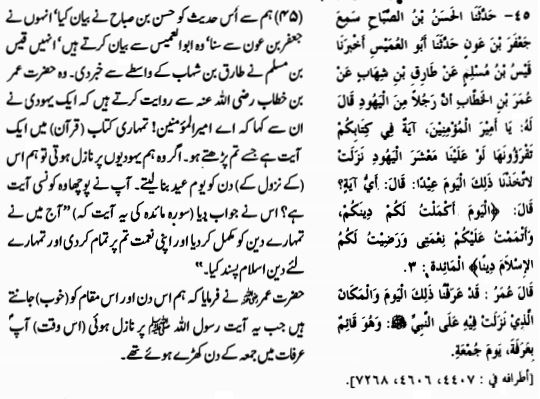 ٤٥- حَدَّثَنَا الْحَسَنُ بْنُ الصَّبَّاحِ سَمِعَ
جَعْفَرَ بْنَ عَوْنٍ حَدَّثَنَا أَبُو الْعُمَيْسِ أَخْبَرَنَا
قَيْسُ بْنُ مُسْلِمٍ عَنْ طَارِقِ بْنِ شِهَابٍ عَنْ
عُمَرَ بْنِ الخَطَّابِ أَنَّ رَجُلاً مِنَ الْيَهُودِ قَالَ
لَهُ: يَا أَمِيرَ الْمُؤْمِنِينَ، آيَةٌ فِي كِتَابِكُمْ
تَقْرَؤُونَهَا لَوْ عَلَيْنَا مَعْشَرَ الْيَهُودِ نَزَلَتْ
لاَتَّخَذْنَا ذَلِكَ الْيَوْمَ عِيْدًا. قَالَ: أَيُّ آيَةٍ؟
قَالَ: ﴿الْيَوْمَ أَكْمَلْتُ لَكُمْ دِينَكُمْ،
وَأَتْمَمْتُ عَلَيْكُمْ نِعْمَتِي وَرَضِيْتُ لَكُمُ
الإِسْلاَمَ دِينًا﴾ الْمَائِدة: ٣.
قَالَ عُمَرُ: قَدْ عَرَفْنَا ذَلِكَ الْيَوْمَ وَالْمَكَانَ
الَّذِيْ نَزَلَتْ فِيْهِ عَلَى النَّبِيِّ ﷺ: وَهُوَ قَائِمٌ
بِعَرَفَةَ، يَوْمَ جُمُعَةٍ.
[أطرافه في : ٤٤٠٧، ٤٦٠٦، ٧٢٦٨].
(۴۵) ہم سے اس حدیث کو حسن بن صباح نے بیان کیا' انہوں نے
جعفر بن عون سے سنا' وہ ابو العمیس سے بیان کرتے ہیں' انہیں قیس
بن مسلم نے طارق بن شہاب کے واسطے سے خبر دی۔ وہ حضرت عمر
بن خطاب رضی اللہ عنہ سے روایت کرتے ہیں کہ ایک یہودی نے
ان سے کہا کہ اے امیر المؤمنین! تمہاری کتاب (قرآن) میں ایک
آیت ہے جسے تم پڑھتے ہو۔ اگر وہ ہم یہودیوں پر نازل ہوتی تو ہم اس
(کے نزول کے) دن کو یوم عید بنا لیتے۔ آپ نے پوچھا وہ کونسی آیت
ہے؟ اس نے جواب دیا (سورہ مائدہ کی یہ آیت کہ) "آج میں نے
تمہارے دین کو مکمل کر دیا اور اپنی نعمت تم پر تمام کر دی اور تمہارے
لئے دین اسلام پسند کیا۔"
حضرت عمر ؓ نے فرمایا کہ ہم اس دن اور اس مقام کو (خوب) جانتے
ہیں جب یہ آیت رسول اللہ ﷺ پر نازل ہوئی (اس وقت) آپ
عرفات میں جمعہ کے دن کھڑے ہوئے تھے۔